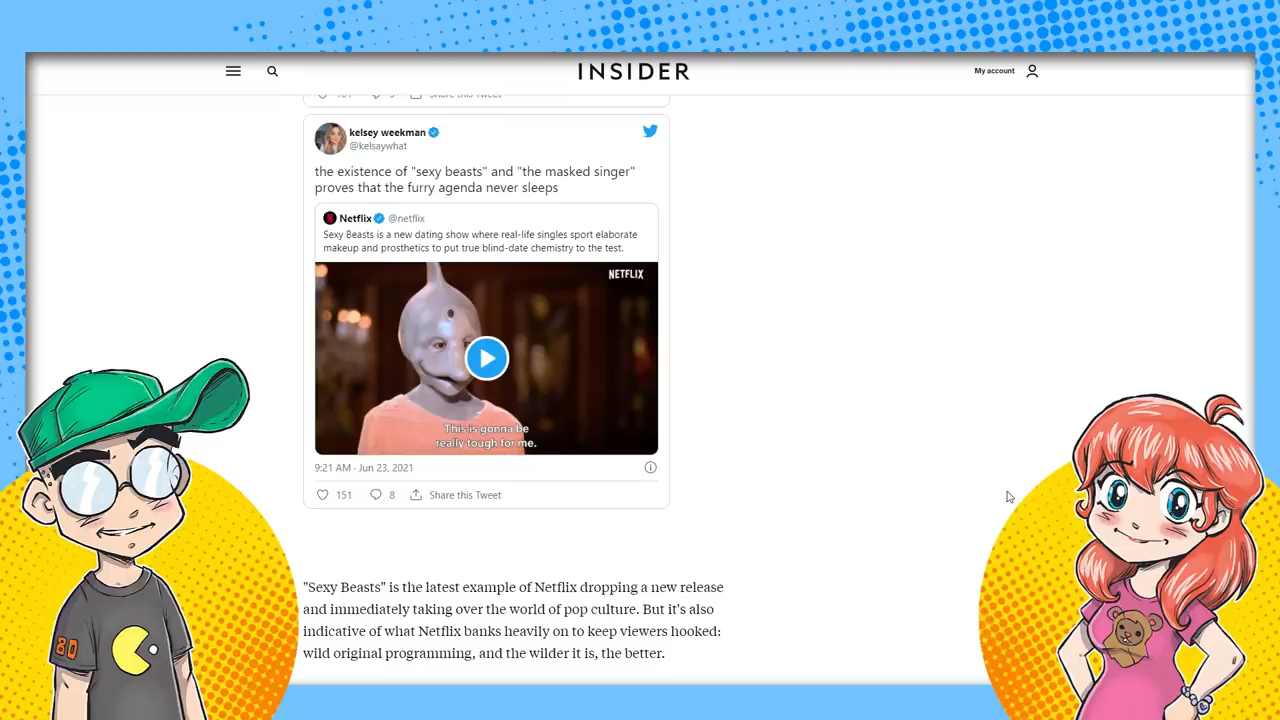 INSIDER
My account
Share this Tweet
kelsey weekman
@kelsaywhat
the existence of "sexy beasts" and "the masked singer"
proves that the furry agenda never sleeps
Netflix @netflix
Sexy Beasts is a new dating show where real-life singles sport elaborate
makeup and prosthetics to put true blind-date chemistry to the test.
NETFLIX
This is gonna be
really tough for me.
9:21 AM - Jun 23, 2021
151 8 Share this Tweet
"Sexy Beasts" is the latest example of Netflix dropping a new release
and immediately taking over the world of pop culture. But it's also
indicative of what Netflix banks heavily on to keep viewers hooked:
wild original programming, and the wilder it is, the better.
80